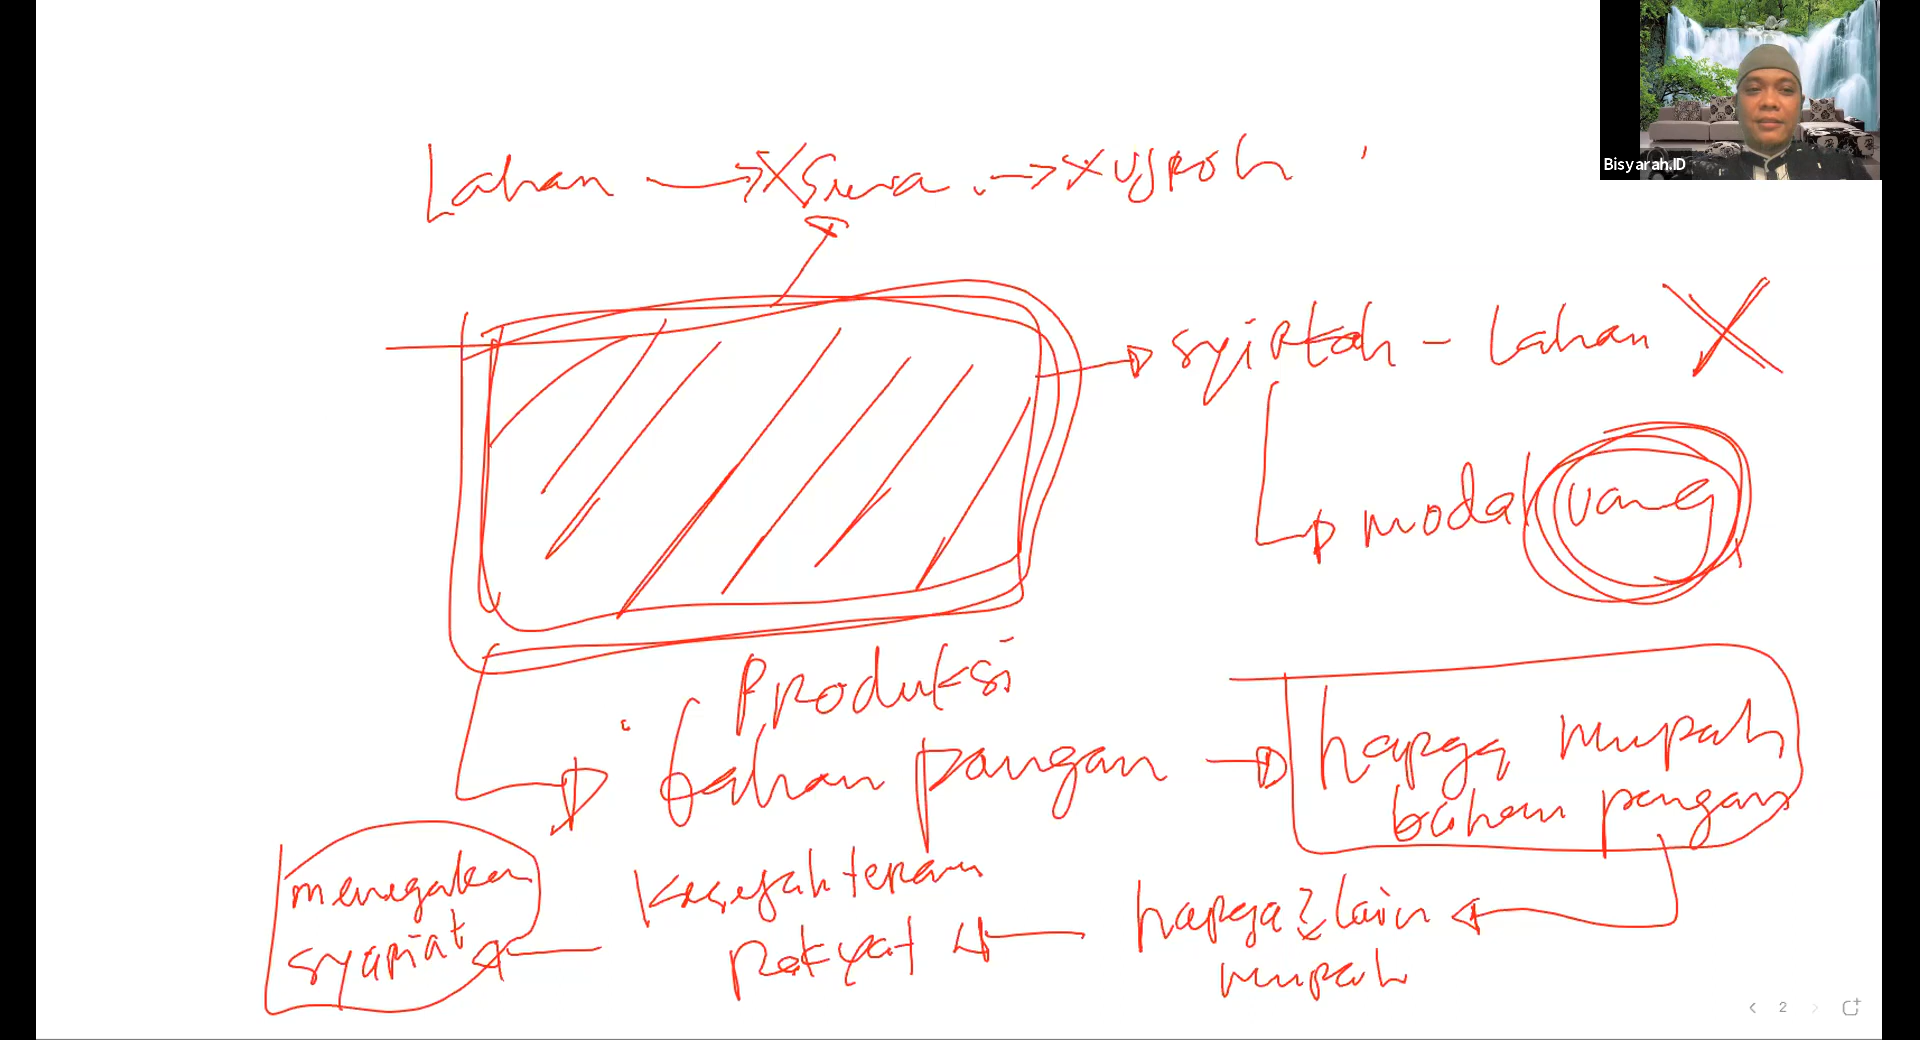 Bisyarah.ID
Lahan → X Sewa . → X ujroh
syirkah - Lahan X
modal uang
Produksi
bahan pangan → harga murah
bahan pangan
menegakan
syariat
Kesejahteraan
Rakyat
harga2 lain
murah
2